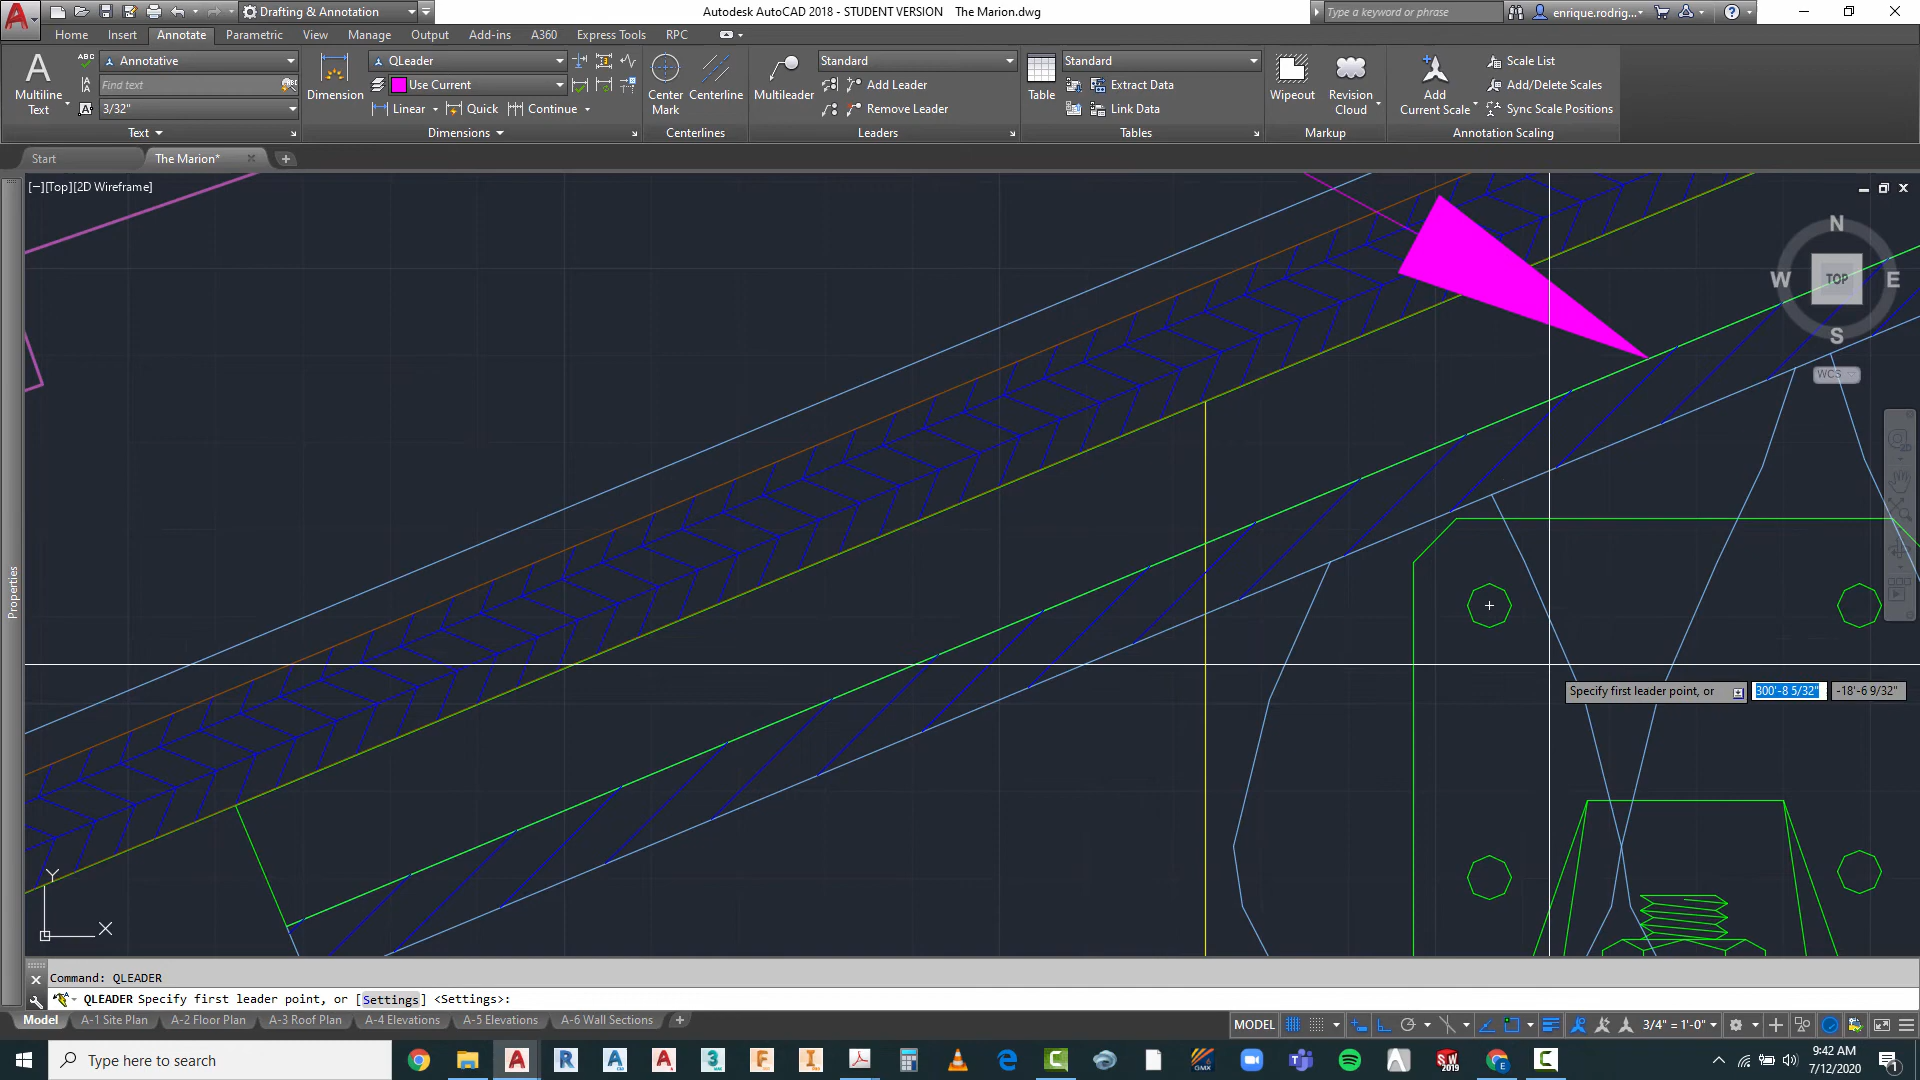 Drafting & Annotation
Autodesk AutoCAD 2018 - STUDENT VERSION The Marion.dwg
Type a keyword or phrase
enrique.rodrig...
Home Insert Annotate Parametric View Manage Output Add-ins A360 Express Tools RPC
Multiline Text
ABC
Annotative
Find text
3/32"
Text
Dimension
QLeader
Use Current
Linear Quick Continue
Dimensions
Center Mark
Centerline
Centerlines
Multileader
Standard
Add Leader
Remove Leader
Leaders
Table
Standard
Extract Data
Link Data
Tables
Wipeout
Revision Cloud
Markup
Add Current Scale
Scale List
Add/Delete Scales
Sync Scale Positions
Annotation Scaling
Start
The Marion*
[−][Top][2D Wireframe]
N
W TOP E
S
WCS
Properties
Specify first leader point, or 300'-8 5/32" -18'-6 9/32"
Y
X
Command: QLEADER
QLEADER Specify first leader point, or [Settings] <Settings>:
Model A-1 Site Plan A-2 Floor Plan A-3 Roof Plan A-4 Elevations A-5 Elevations A-6 Wall Sections
MODEL
3/4" = 1'-0"
Type here to search
9:42 AM
7/12/2020